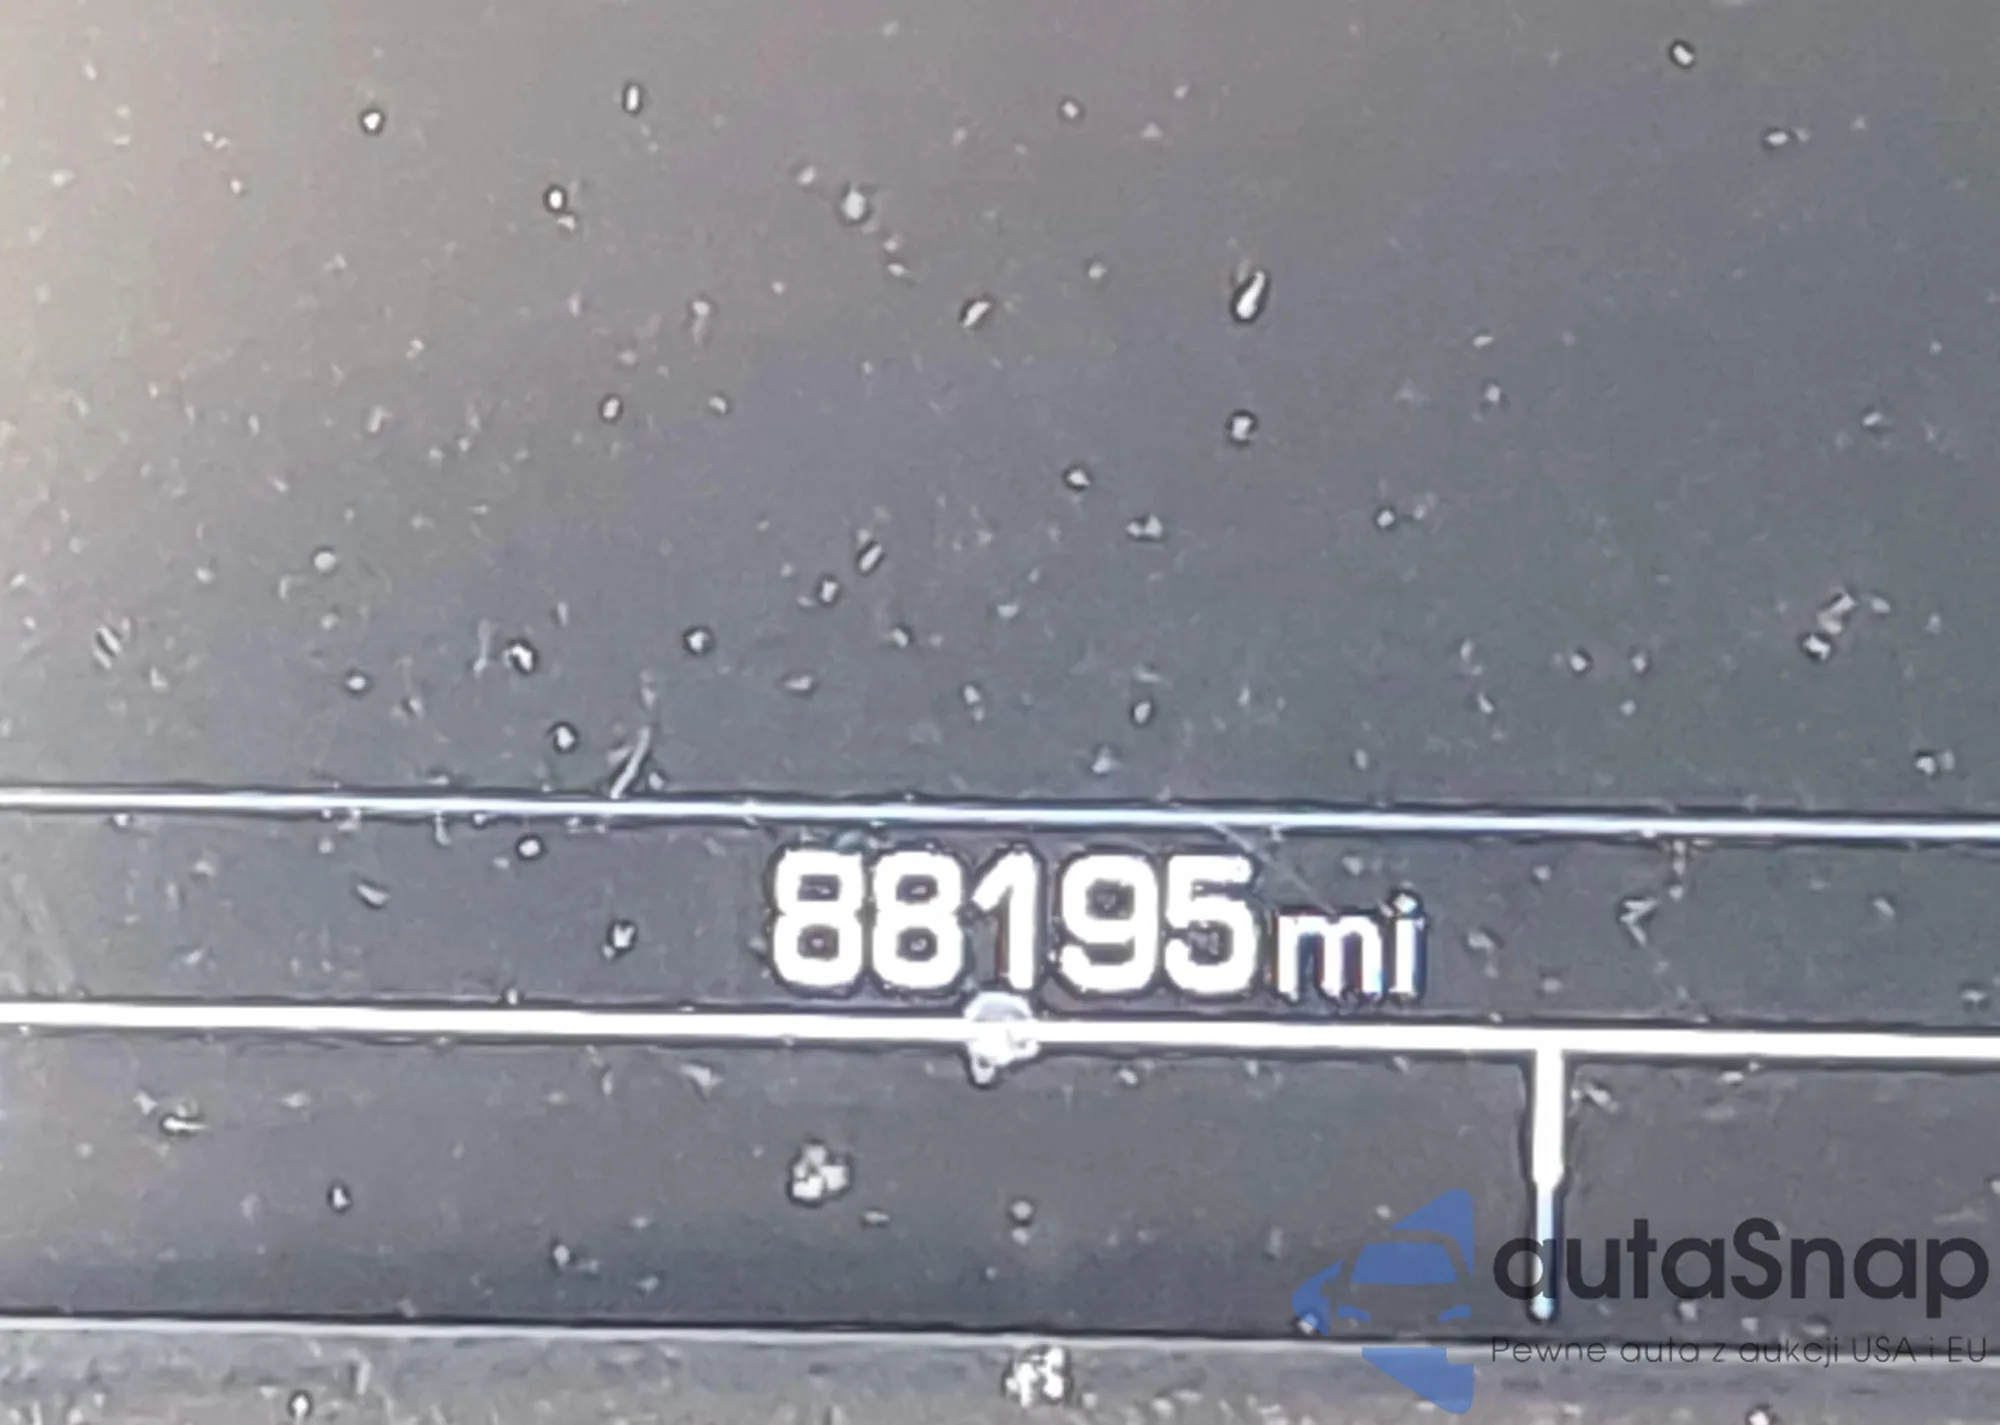 88195mi
autaSnap
Pewne auta z aukcji USA i EU